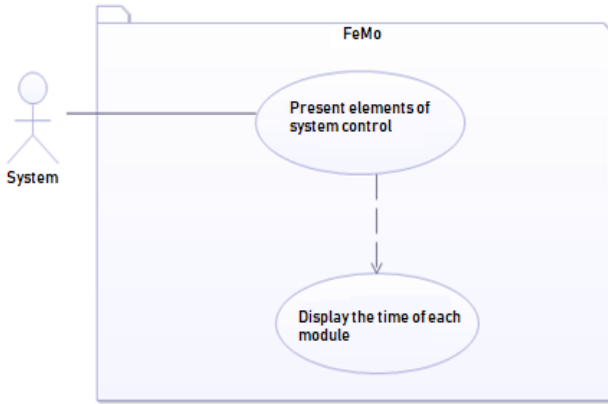 FeMo
Present elements of
system control
System
Display the time of each
module